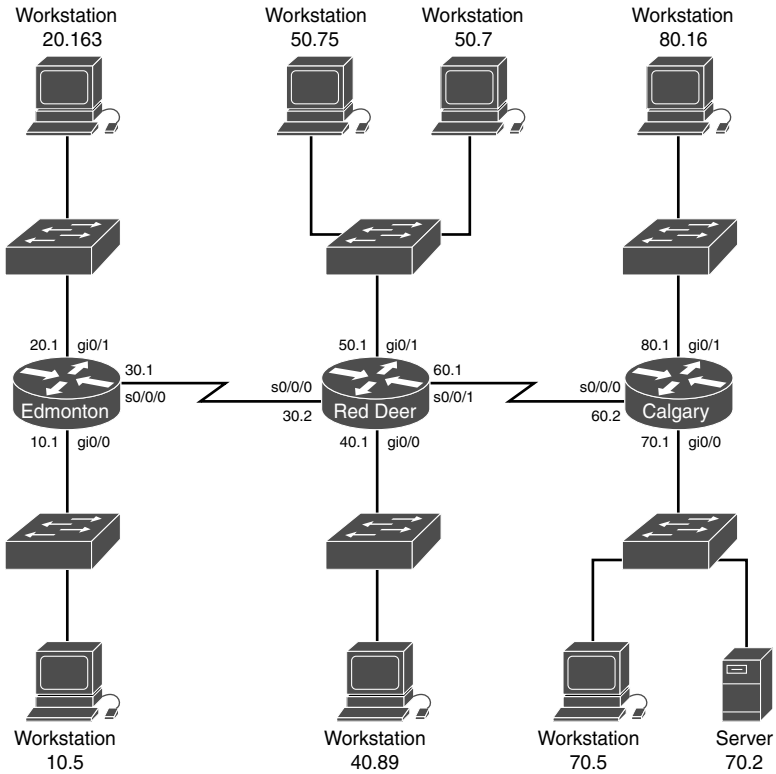 Workstation
20.163
Workstation
50.75
Workstation
50.7
Workstation
80.16
20.1 gi0/1
50.1 gi0/1
80.1 gi0/1
30.1
s0/0/0
Edmonton
s0/0/0
30.2
Red Deer
60.1
s0/0/1
s0/0/0
60.2
Calgary
10.1 gi0/0
40.1 gi0/0
70.1 gi0/0
Workstation
10.5
Workstation
40.89
Workstation
70.5
Server
70.2